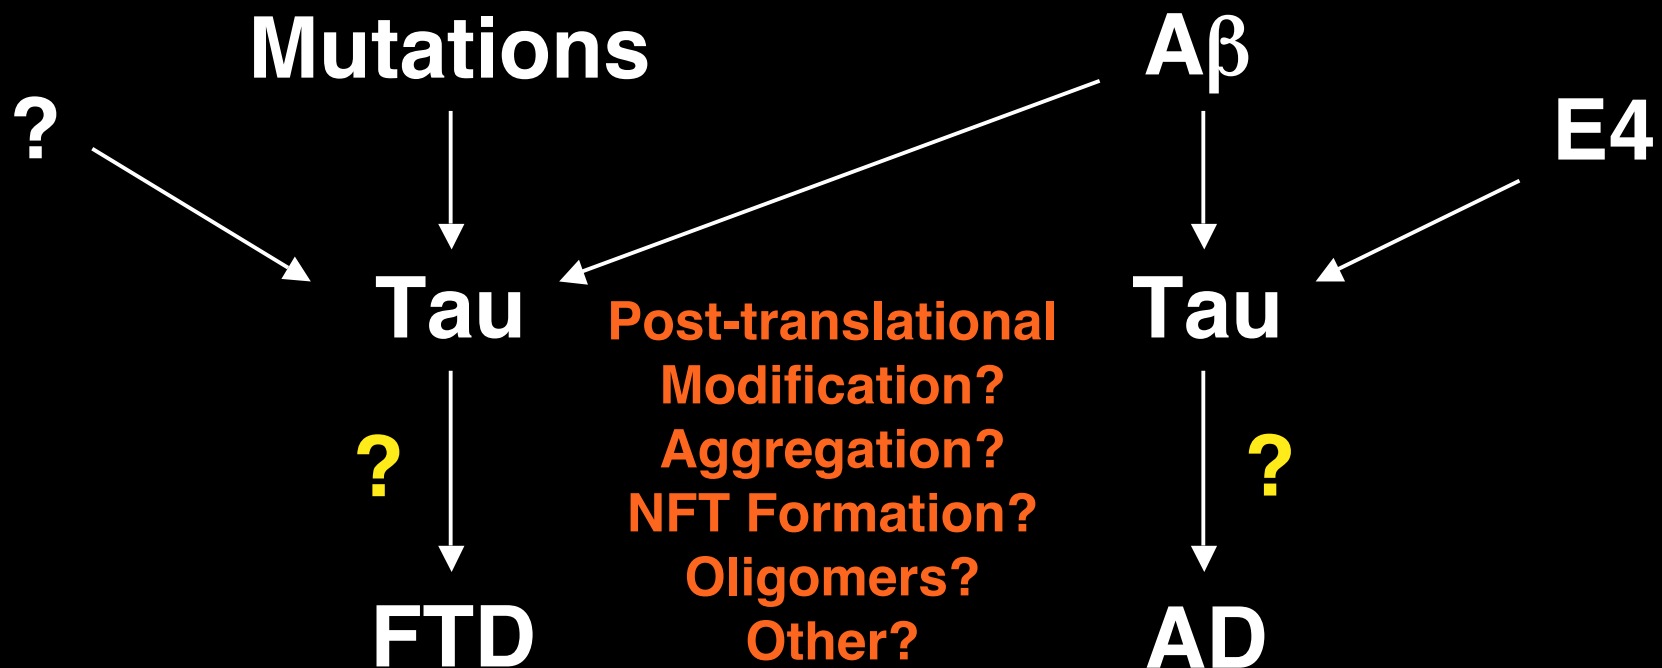 Mutations
Aβ
?
E4
Tau
Tau
Post-translational
Modification?
Aggregation?
NFT Formation?
Oligomers?
Other?
?
?
FTD
AD